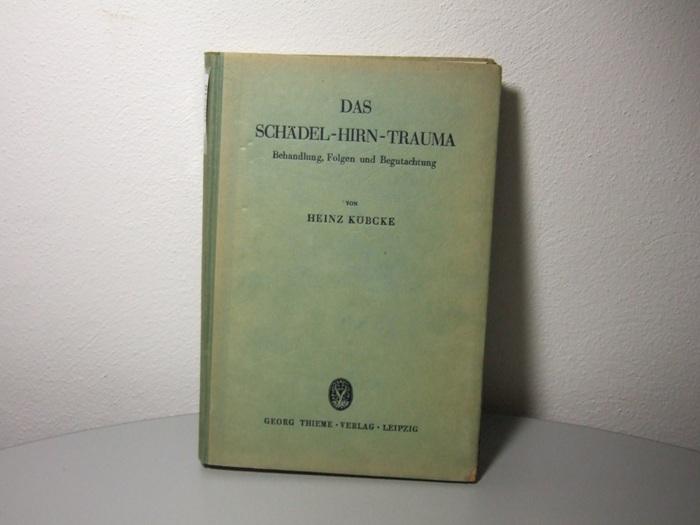 DAS
SCHÄDEL-HIRN-TRAUMA
Behandlung, Folgen und Begutachtung
VON
HEINZ KÜBCKE
GEORG THIEME · VERLAG · LEIPZIG